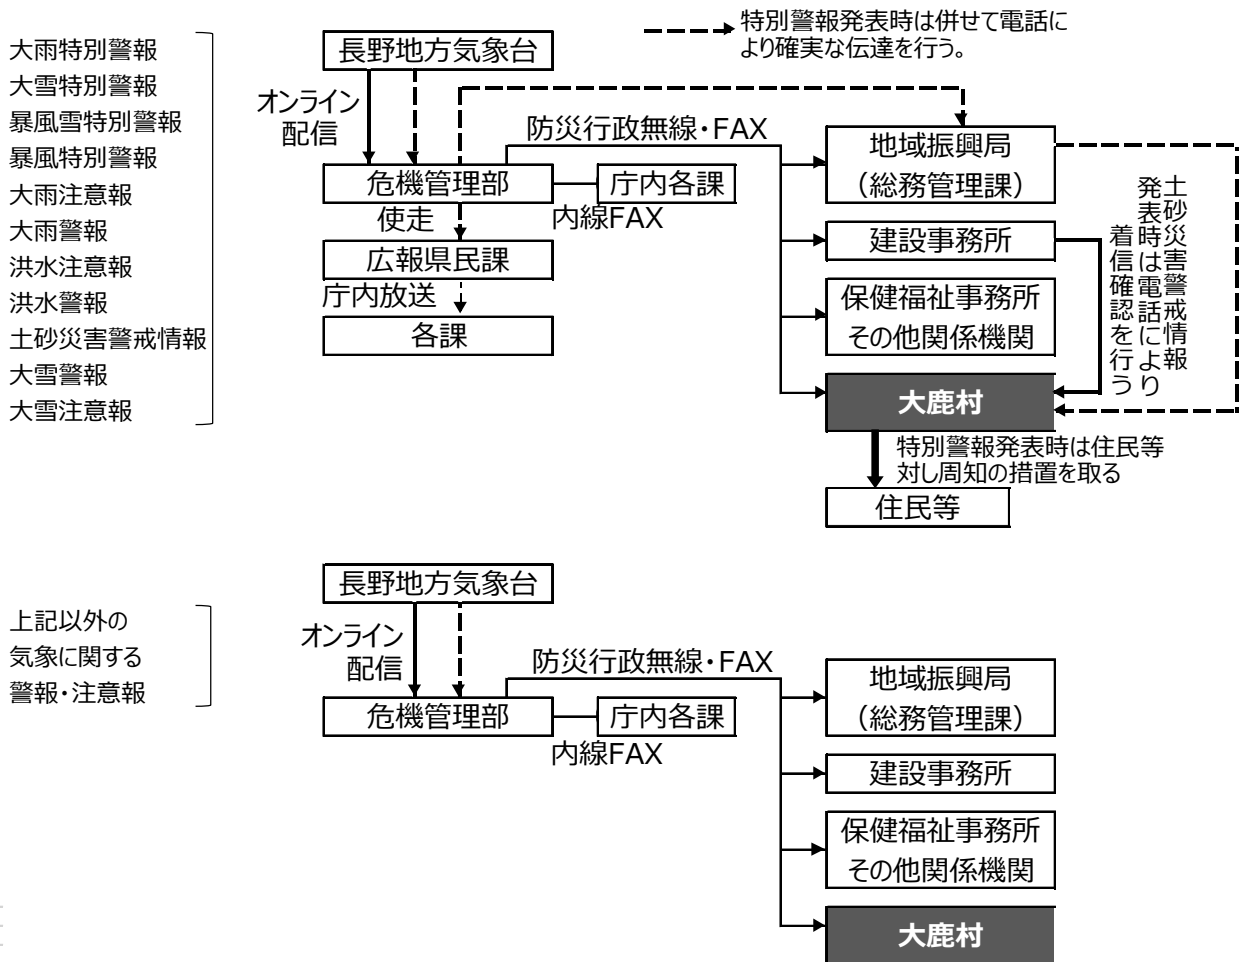 特別警報発表時は併せて電話に
より確実な伝達を行う。
大雨特別警報
大雪特別警報
暴風雪特別警報
暴風特別警報
大雨注意報
大雨警報
洪水注意報
洪水警報
土砂災害警戒情報
大雪警報
大雪注意報
長野地方気象台
オンライン
配信
防災行政無線・FAX
危機管理部
庁内各課
内線FAX
使走
広報県民課
庁内放送
各課
地域振興局
（総務管理課）
建設事務所
保健福祉事務所
その他関係機関
大鹿村
土砂災害警戒情報
発表時は電話により
着信確認を行う
特別警報発表時は住民等
対し周知の措置を取る
住民等
上記以外の
気象に関する
警報・注意報
長野地方気象台
オンライン
配信
防災行政無線・FAX
危機管理部
庁内各課
内線FAX
地域振興局
（総務管理課）
建設事務所
保健福祉事務所
その他関係機関
大鹿村